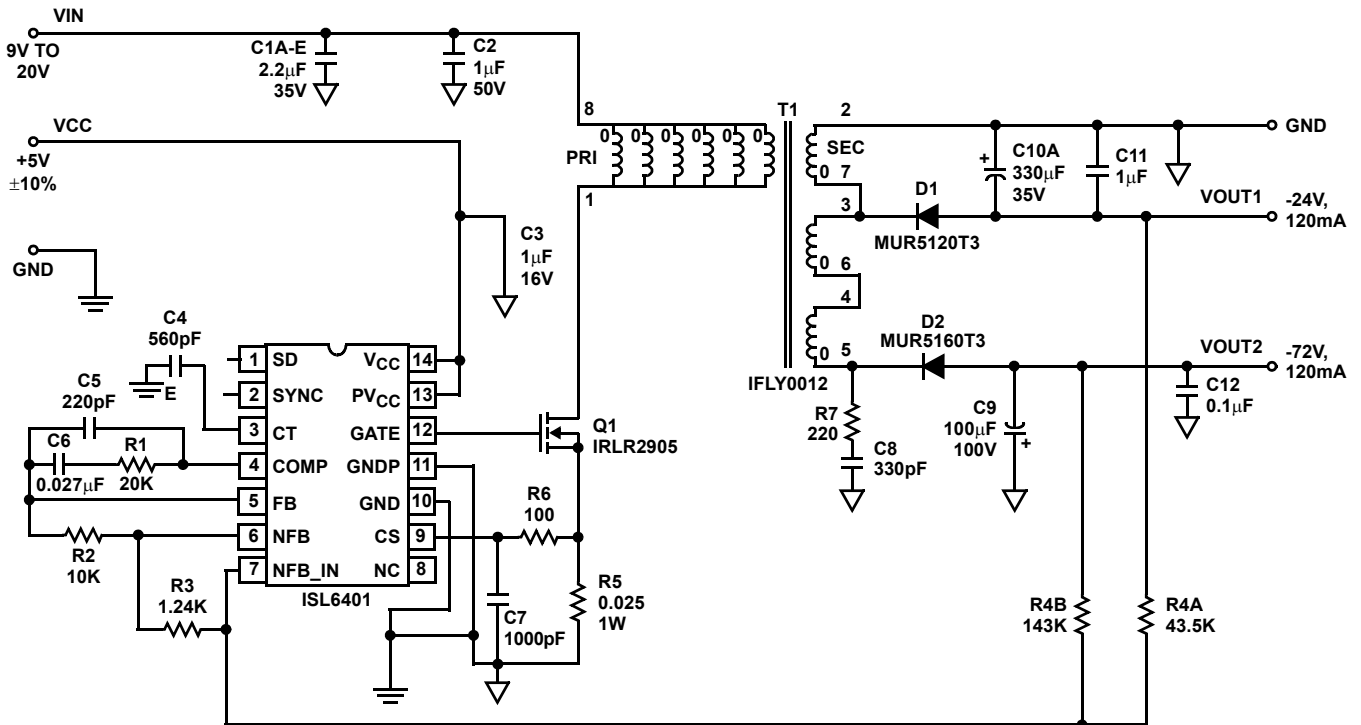 VIN
9V TO
20V
C1A-E
2.2µF
35V
C2
1µF
50V
VCC
+5V
±10%
GND
C3
1µF
16V
8
0 0 0 0 0 0
PRI
1
T1
2
SEC
0 7
3
0 6
4
0 5
IFLY0012
D1
MUR5120T3
D2
MUR5160T3
+
C10A
330µF
35V
C11
1µF
GND
VOUT1
-24V,
120mA
VOUT2
-72V,
120mA
C12
0.1µF
R7
220
C8
330pF
C9
100µF
100V
+
C4
560pF
E
C5
220pF
C6
0.027µF
R1
20K
R2
10K
R3
1.24K
1 SD
2 SYNC
3 CT
4 COMP
5 FB
6 NFB
7 NFB_IN
VCC 14
PVCC 13
GATE 12
GNDP 11
GND 10
CS 9
NC 8
ISL6401
Q1
IRLR2905
R6
100
R5
0.025
1W
C7
1000pF
R4B
143K
R4A
43.5K